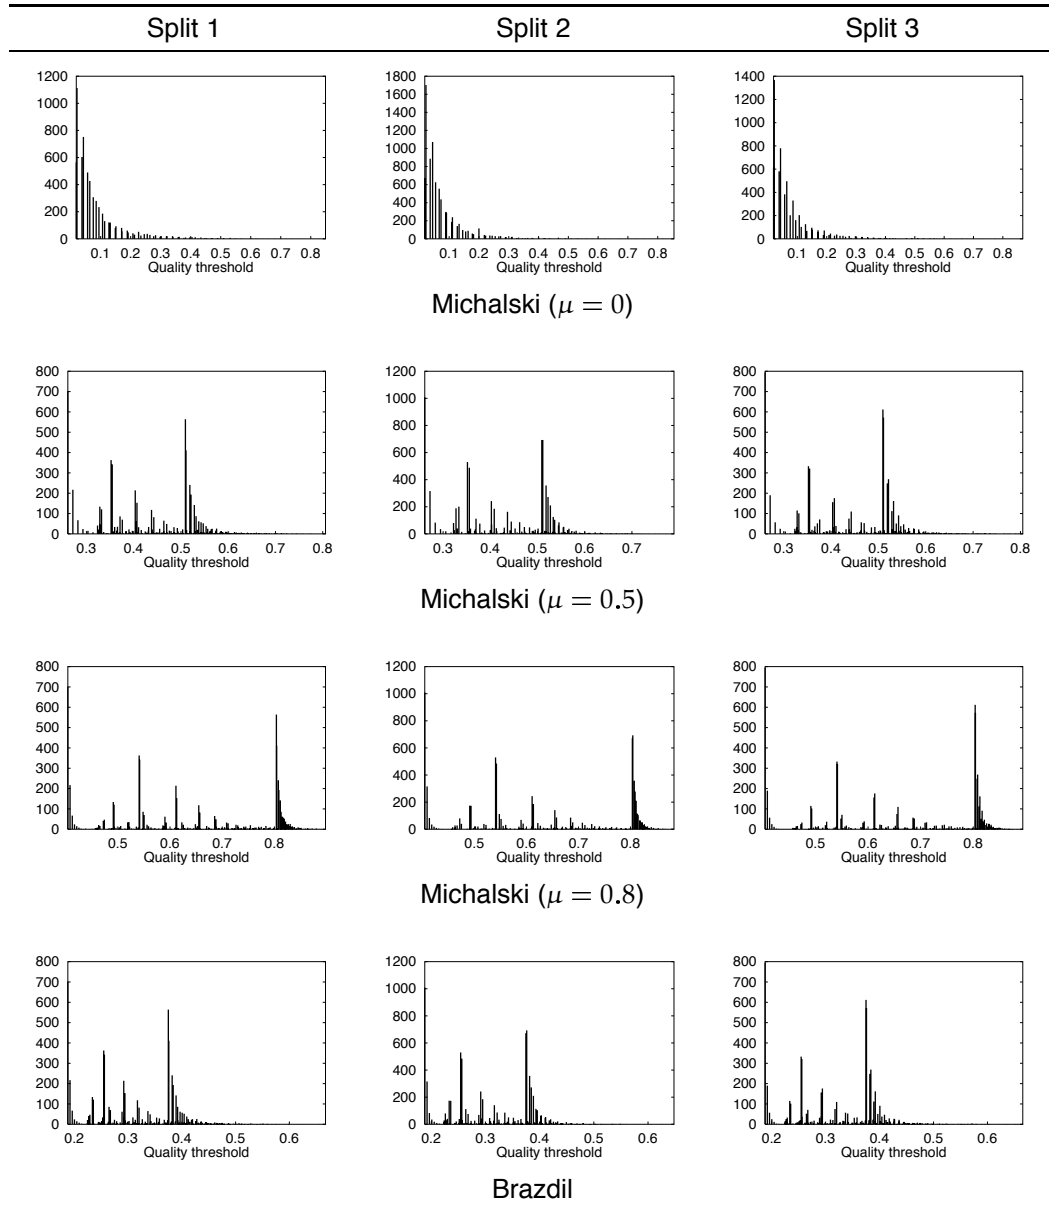 Split 1 Split 2 Split 3
1200 1000 800 600 400 200 0
0.1 0.2 0.3 0.4 0.5 0.6 0.7 0.8
Quality threshold
1800 1600 1400 1200 1000 800 600 400 200 0
0.1 0.2 0.3 0.4 0.5 0.6 0.7 0.8
Quality threshold
1400 1200 1000 800 600 400 200 0
0.1 0.2 0.3 0.4 0.5 0.6 0.7 0.8
Quality threshold
Michalski (μ = 0)
800 700 600 500 400 300 200 100 0
0.3 0.4 0.5 0.6 0.7 0.8
Quality threshold
1200 1000 800 600 400 200 0
0.3 0.4 0.5 0.6 0.7
Quality threshold
800 700 600 500 400 300 200 100 0
0.3 0.4 0.5 0.6 0.7 0.8
Quality threshold
Michalski (μ = 0.5)
800 700 600 500 400 300 200 100 0
0.5 0.6 0.7 0.8
Quality threshold
1200 1000 800 600 400 200 0
0.5 0.6 0.7 0.8
Quality threshold
800 700 600 500 400 300 200 100 0
0.5 0.6 0.7 0.8
Quality threshold
Michalski (μ = 0.8)
800 700 600 500 400 300 200 100 0
0.2 0.3 0.4 0.5 0.6
Quality threshold
1200 1000 800 600 400 200 0
0.2 0.3 0.4 0.5 0.6
Quality threshold
800 700 600 500 400 300 200 100 0
0.2 0.3 0.4 0.5 0.6
Quality threshold
Brazdil